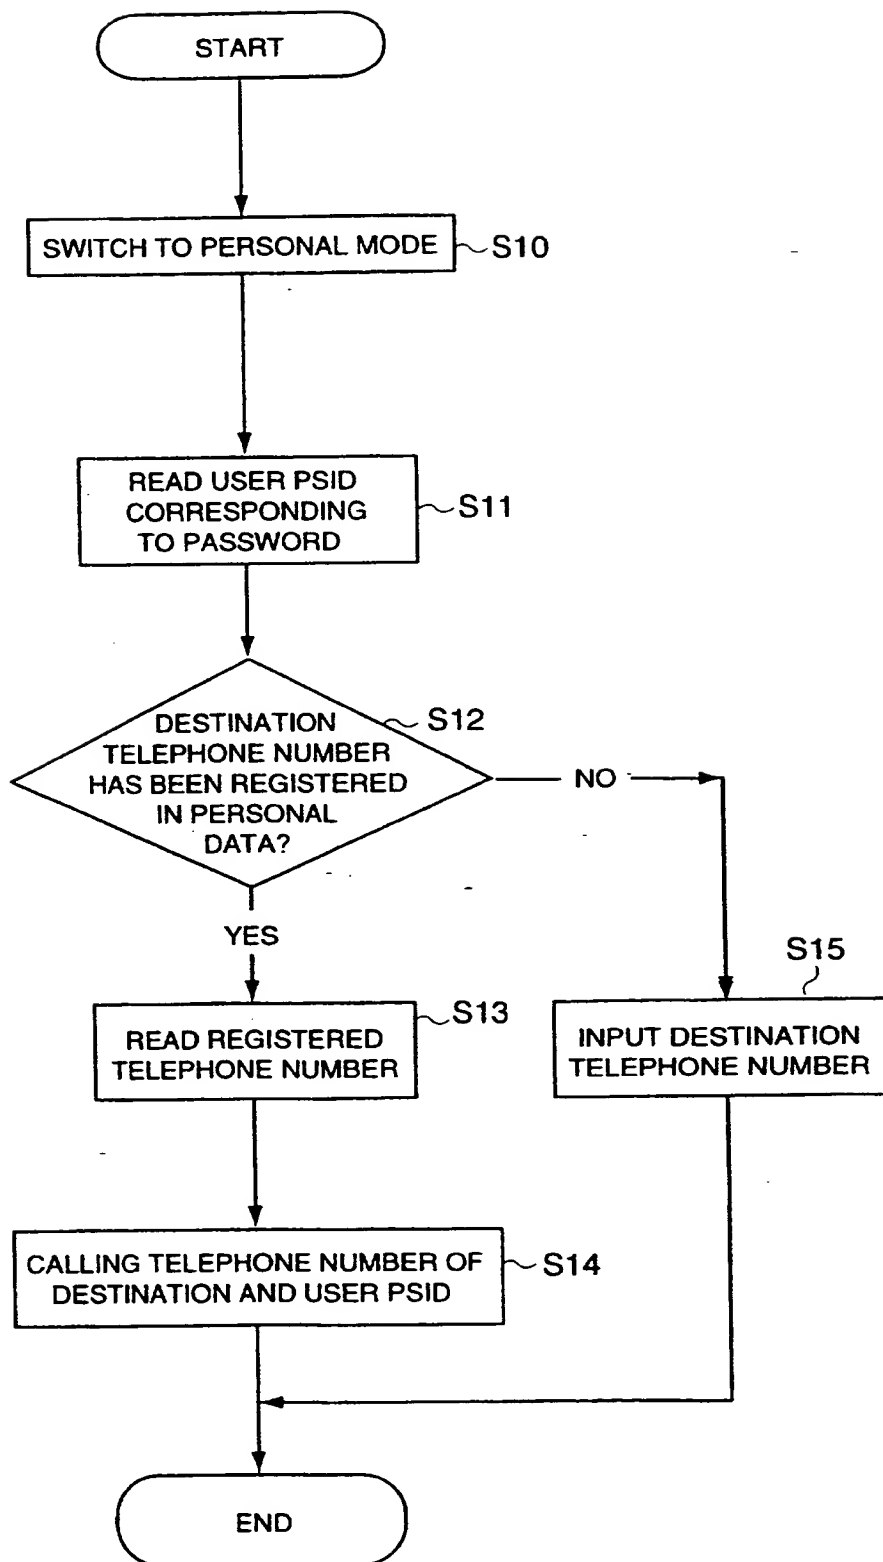 START
SWITCH TO PERSONAL MODE
S10
READ USER PSID
CORRESPONDING
TO PASSWORD
S11
DESTINATION
TELEPHONE NUMBER
HAS BEEN REGISTERED
IN PERSONAL
DATA?
S12
NO
YES
S15
READ REGISTERED
TELEPHONE NUMBER
S13
INPUT DESTINATION
TELEPHONE NUMBER
CALLING TELEPHONE NUMBER OF
DESTINATION AND USER PSID
S14
END